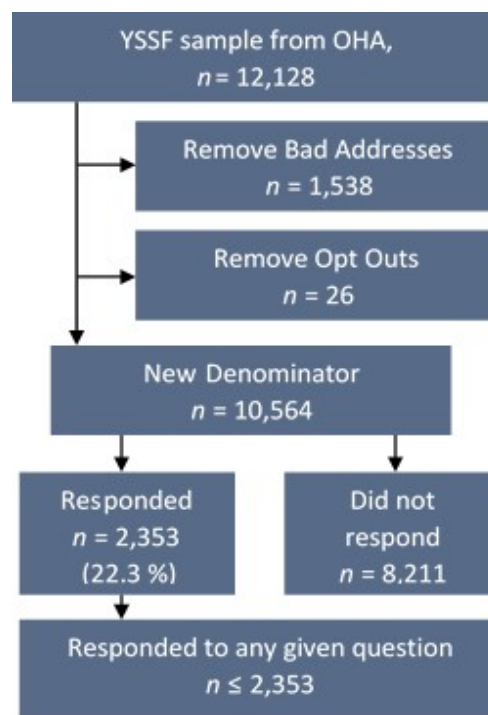 YSSF sample from OHA,
n = 12,128
Remove Bad Addresses
n = 1,538
Remove Opt Outs
n = 26
New Denominator
n = 10,564
Responded
n = 2,353
(22.3 %)
Did not
respond
n = 8,211
Responded to any given question
n ≤ 2,353